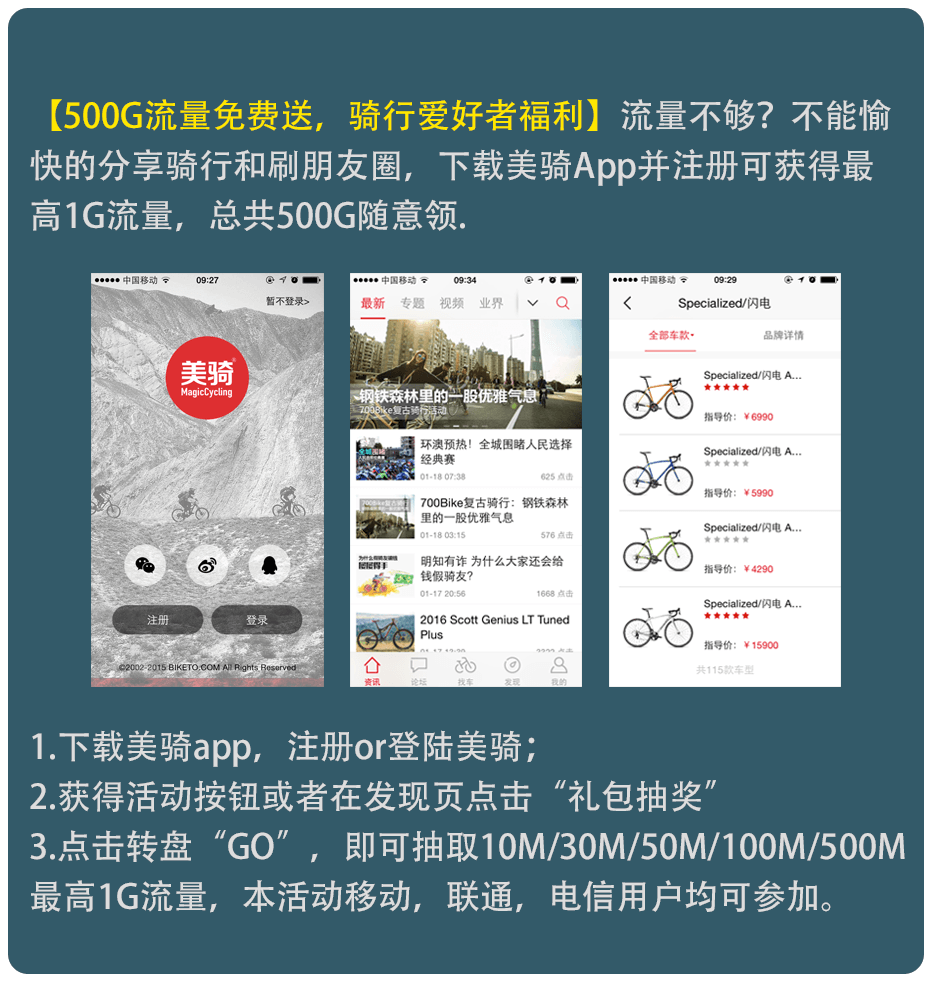 【500G流量免费送，骑行爱好者福利】流量不够？不能愉
快的分享骑行和刷朋友圈，下载美骑App并注册可获得最
高1G流量，总共500G随意领.
中国移动 09:27
暂不登录>
美骑
MagicCycling
注册 登录
©2002-2015 BIKETO.COM All Rights Reserved
中国移动 09:34
最新 专题 视频 业界
钢铁森林里的一股优雅气息
700Bike复古骑行活动
环澳预热！全城围睹人民选择
经典赛
01-18 07:38 625 点击
700Bike复古骑行：钢铁森林
里的一股优雅气息
01-18 03:15 576 点击
明知有诈 为什么大家还会给
钱假骑友？
01-17 20:56 1668 点击
2016 Scott Genius LT Tuned
Plus
资讯 论坛 找车 发现 我的
中国移动 09:29
Specialized/闪电
全部车款 品牌详情
Specialized/闪电 A...
指导价：￥6990
Specialized/闪电 A...
指导价：￥5990
Specialized/闪电 A...
指导价：￥4290
Specialized/闪电 A...
指导价：￥15900
共115款车型
1.下载美骑app，注册or登陆美骑；
2.获得活动按钮或者在发现页点击“礼包抽奖”
3.点击转盘“GO”，即可抽取10M/30M/50M/100M/500M
最高1G流量，本活动移动，联通，电信用户均可参加。